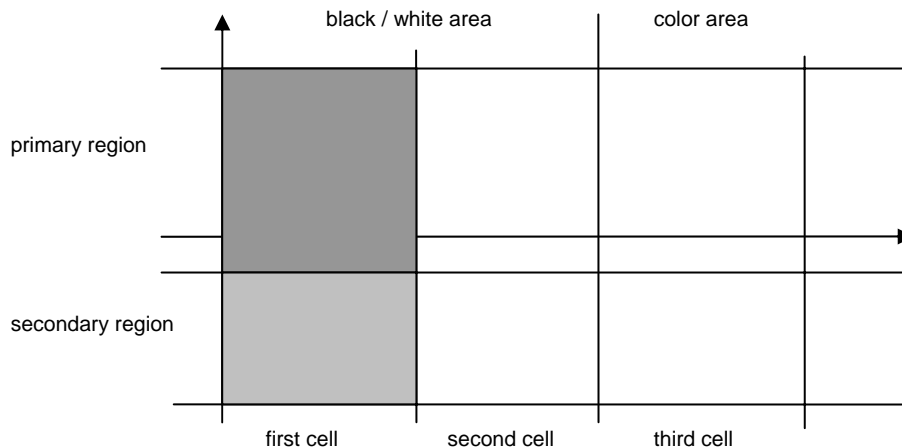 black / white area
color area
primary region
secondary region
first cell
second cell
third cell